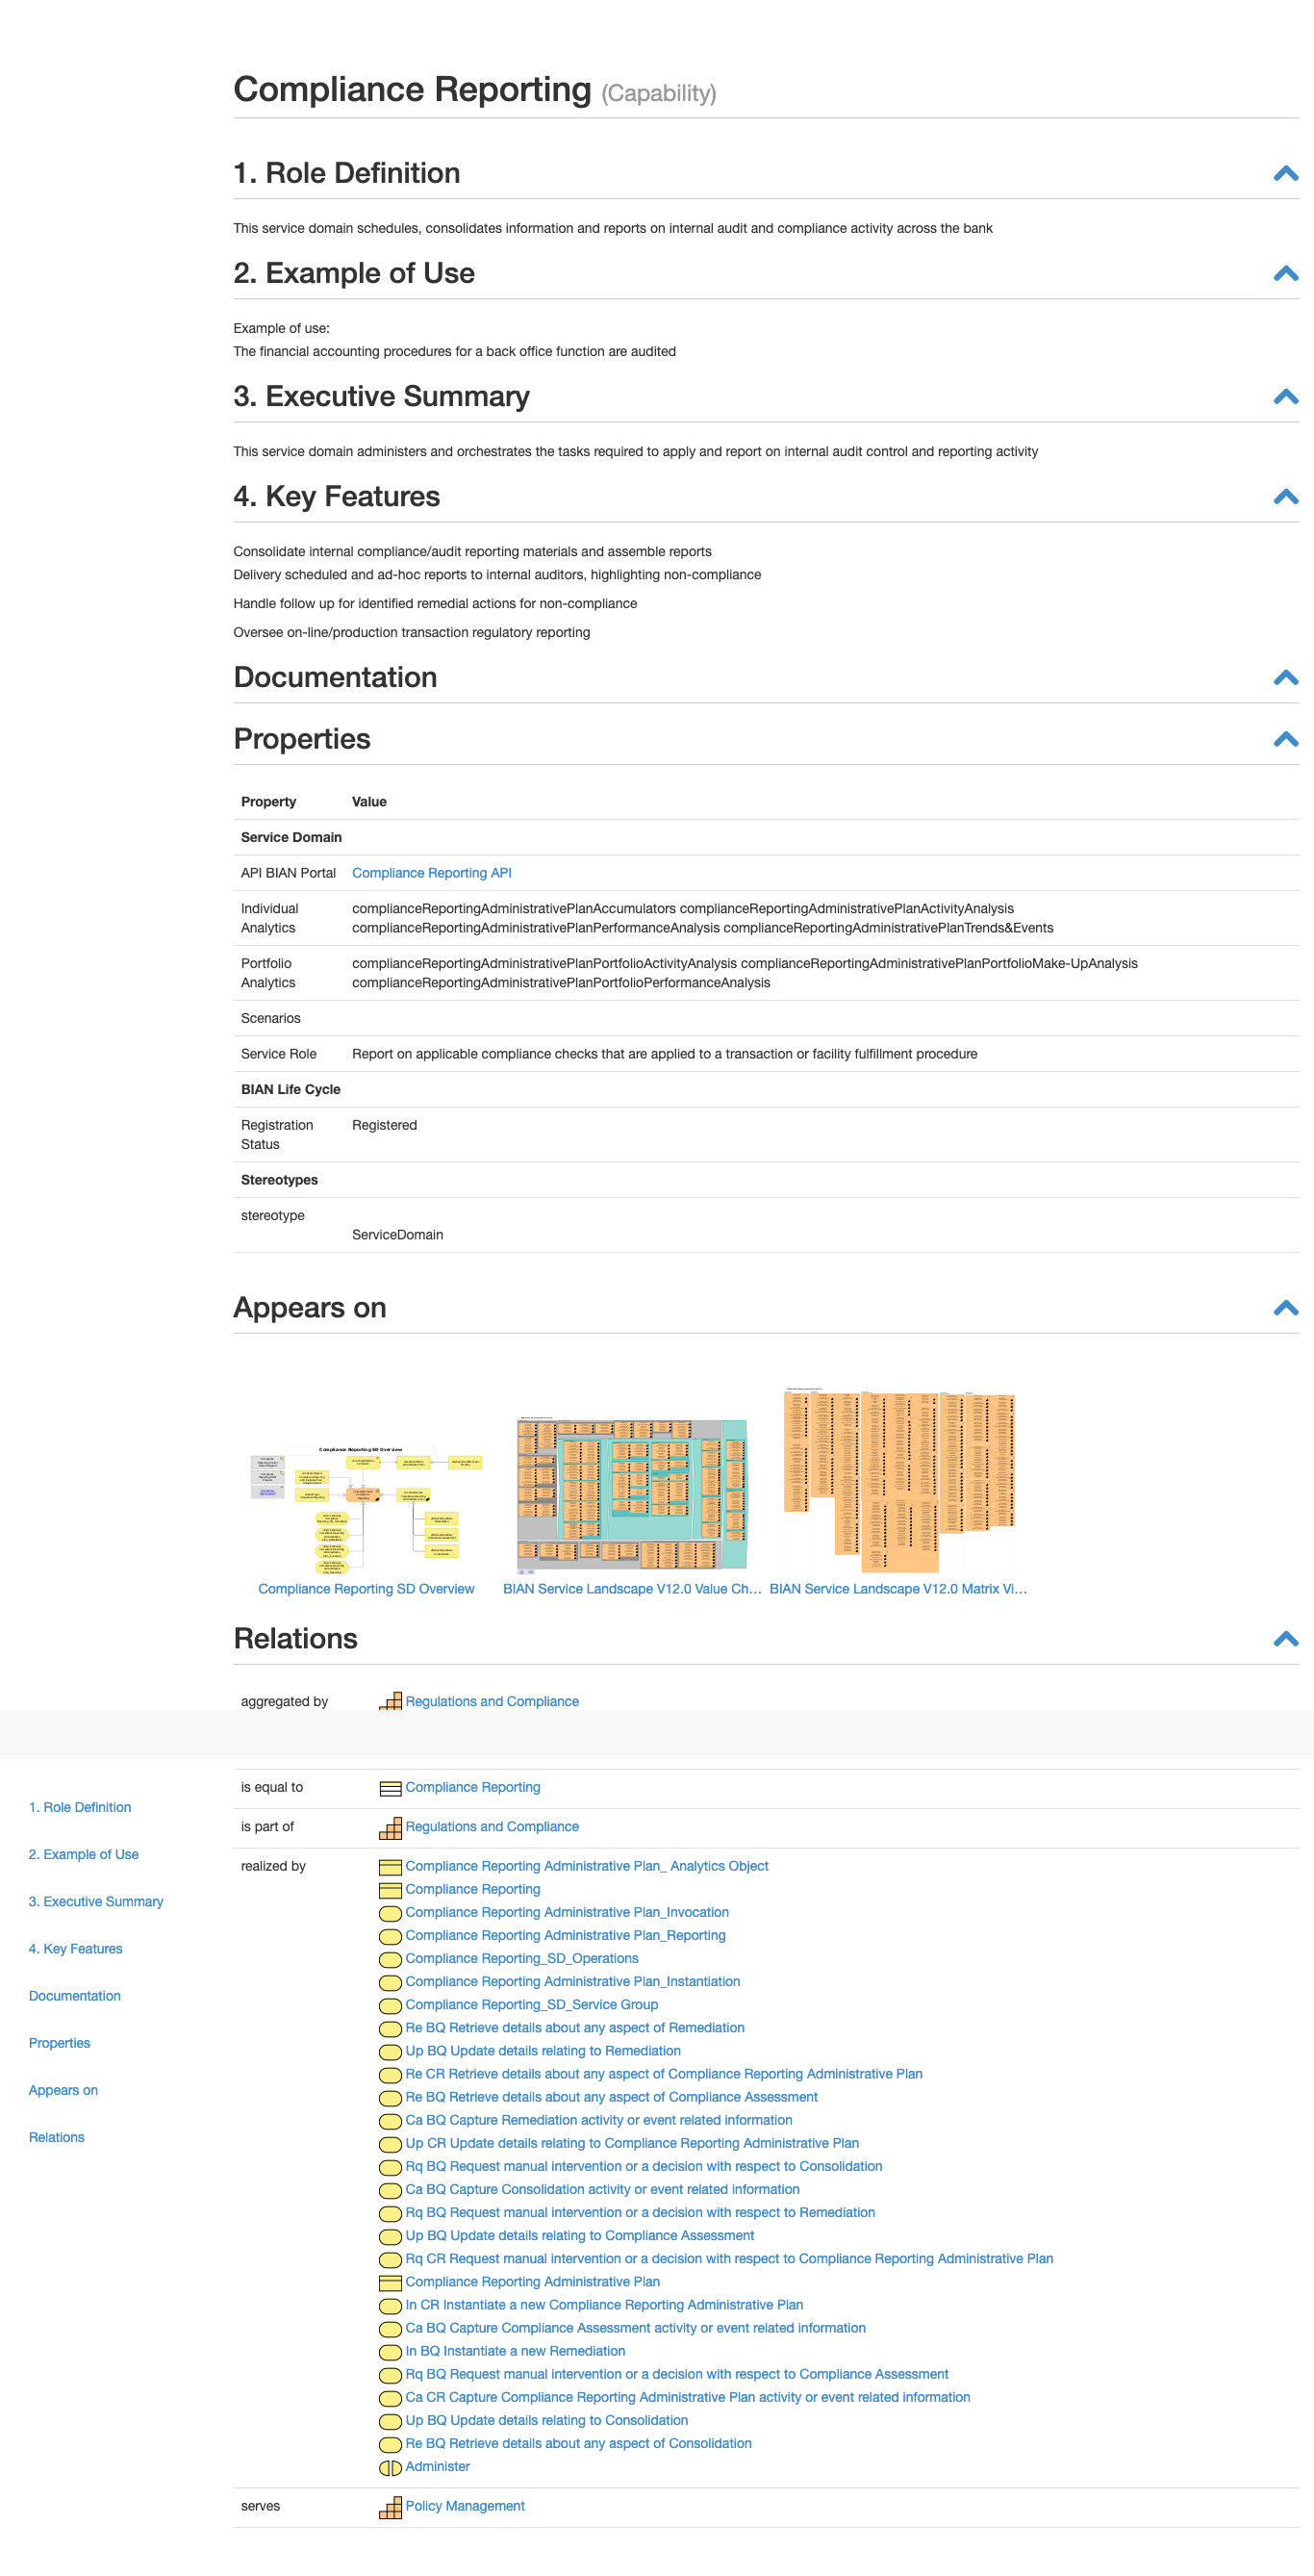 Compliance Reporting (Capability)
1. Role Definition
This service domain schedules, consolidates information and reports on internal audit and compliance activity across the bank
2. Example of Use
Example of use:
The financial accounting procedures for a back office function are audited
3. Executive Summary
This service domain administers and orchestrates the tasks required to apply and report on internal audit control and reporting activity
4. Key Features
Consolidate internal compliance/audit reporting materials and assemble reports
Delivery scheduled and ad-hoc reports to internal auditors, highlighting non-compliance
Handle follow up for identified remedial actions for non-compliance
Oversee on-line/production transaction regulatory reporting
Documentation
Properties
Property Value
Service Domain
API BIAN Portal Compliance Reporting API
Individual Analytics complianceReportingAdministrativePlanAccumulators complianceReportingAdministrativePlanActivityAnalysis
complianceReportingAdministrativePlanPerformanceAnalysis complianceReportingAdministrativePlanTrends&Events
Portfolio Analytics complianceReportingAdministrativePlanPortfolioActivityAnalysis complianceReportingAdministrativePlanPortfolioMake-UpAnalysis
complianceReportingAdministrativePlanPortfolioPerformanceAnalysis
Scenarios
Service Role Report on applicable compliance checks that are applied to a transaction or facility fulfillment procedure
BIAN Life Cycle
Registration Status Registered
Stereotypes
stereotype
ServiceDomain
Appears on
Compliance Reporting SD Overview
Compliance Reporting SD Overview
BIAN Service Landscape V12.0 Value Ch…
BIAN Service Landscape V12.0 Matrix Vi…
Relations
aggregated by Regulations and Compliance
is equal to Compliance Reporting
is part of Regulations and Compliance
realized by Compliance Reporting Administrative Plan_ Analytics Object
Compliance Reporting
Compliance Reporting Administrative Plan_Invocation
Compliance Reporting Administrative Plan_Reporting
Compliance Reporting_SD_Operations
Compliance Reporting Administrative Plan_Instantiation
Compliance Reporting_SD_Service Group
Re BQ Retrieve details about any aspect of Remediation
Up BQ Update details relating to Remediation
Re CR Retrieve details about any aspect of Compliance Reporting Administrative Plan
Re BQ Retrieve details about any aspect of Compliance Assessment
Ca BQ Capture Remediation activity or event related information
Up CR Update details relating to Compliance Reporting Administrative Plan
Rq BQ Request manual intervention or a decision with respect to Consolidation
Ca BQ Capture Consolidation activity or event related information
Rq BQ Request manual intervention or a decision with respect to Remediation
Up BQ Update details relating to Compliance Assessment
Rq CR Request manual intervention or a decision with respect to Compliance Reporting Administrative Plan
Compliance Reporting Administrative Plan
In CR Instantiate a new Compliance Reporting Administrative Plan
Ca BQ Capture Compliance Assessment activity or event related information
In BQ Instantiate a new Remediation
Rq BQ Request manual intervention or a decision with respect to Compliance Assessment
Ca CR Capture Compliance Reporting Administrative Plan activity or event related information
Up BQ Update details relating to Consolidation
Re BQ Retrieve details about any aspect of Consolidation
Administer
serves Policy Management
1. Role Definition
2. Example of Use
3. Executive Summary
4. Key Features
Documentation
Properties
Appears on
Relations